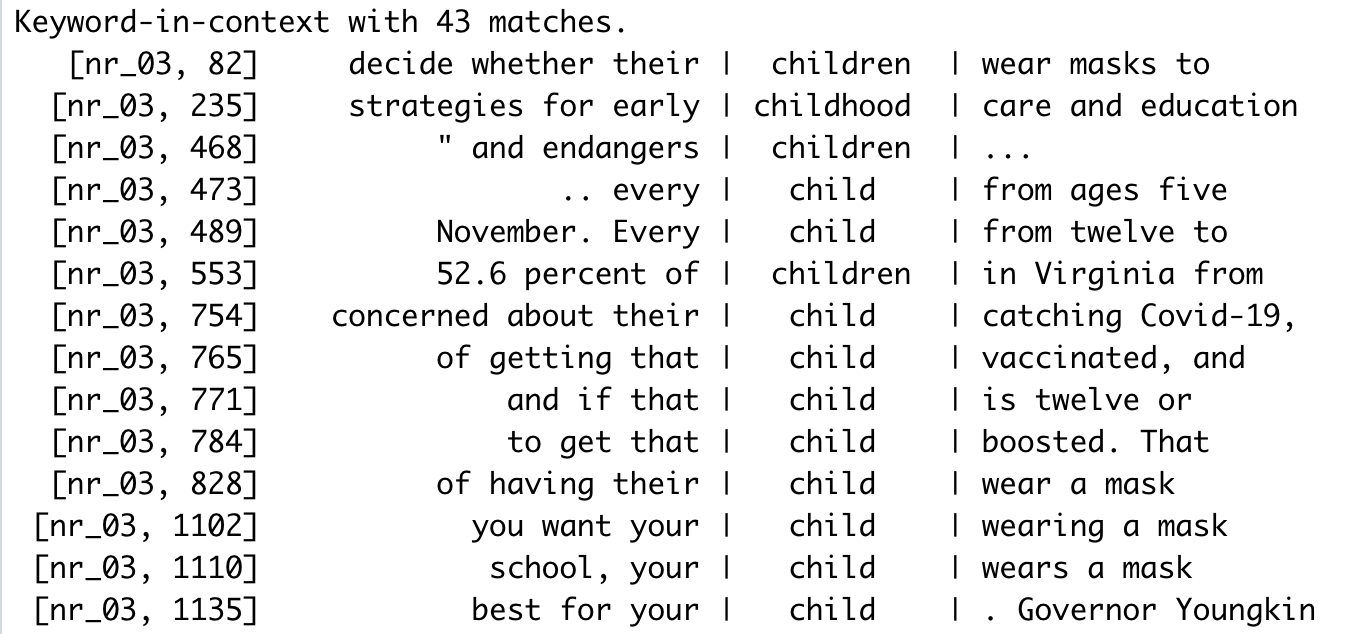 Keyword-in-context with 43 matches.
[nr_03, 82] decide whether their | children | wear masks to
[nr_03, 235] strategies for early | childhood | care and education
[nr_03, 468] " and endangers | children | ...
[nr_03, 473] .. every | child | from ages five
[nr_03, 489] November. Every | child | from twelve to
[nr_03, 553] 52.6 percent of | children | in Virginia from
[nr_03, 754] concerned about their | child | catching Covid-19,
[nr_03, 765] of getting that | child | vaccinated, and
[nr_03, 771] and if that | child | is twelve or
[nr_03, 784] to get that | child | boosted. That
[nr_03, 828] of having their | child | wear a mask
[nr_03, 1102] you want your | child | wearing a mask
[nr_03, 1110] school, your | child | wears a mask
[nr_03, 1135] best for your | child | . Governor Youngkin